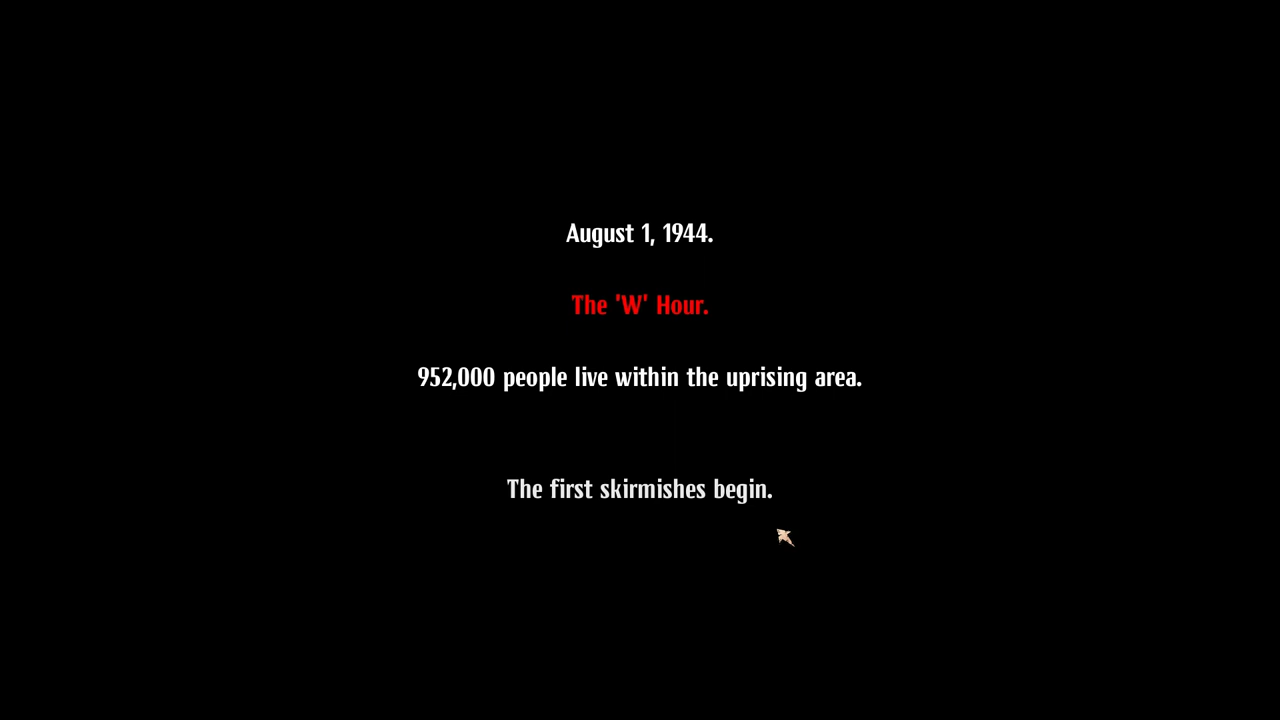 August 1, 1944.
The 'W' Hour.
952,000 people live within the uprising area.
The first skirmishes begin.